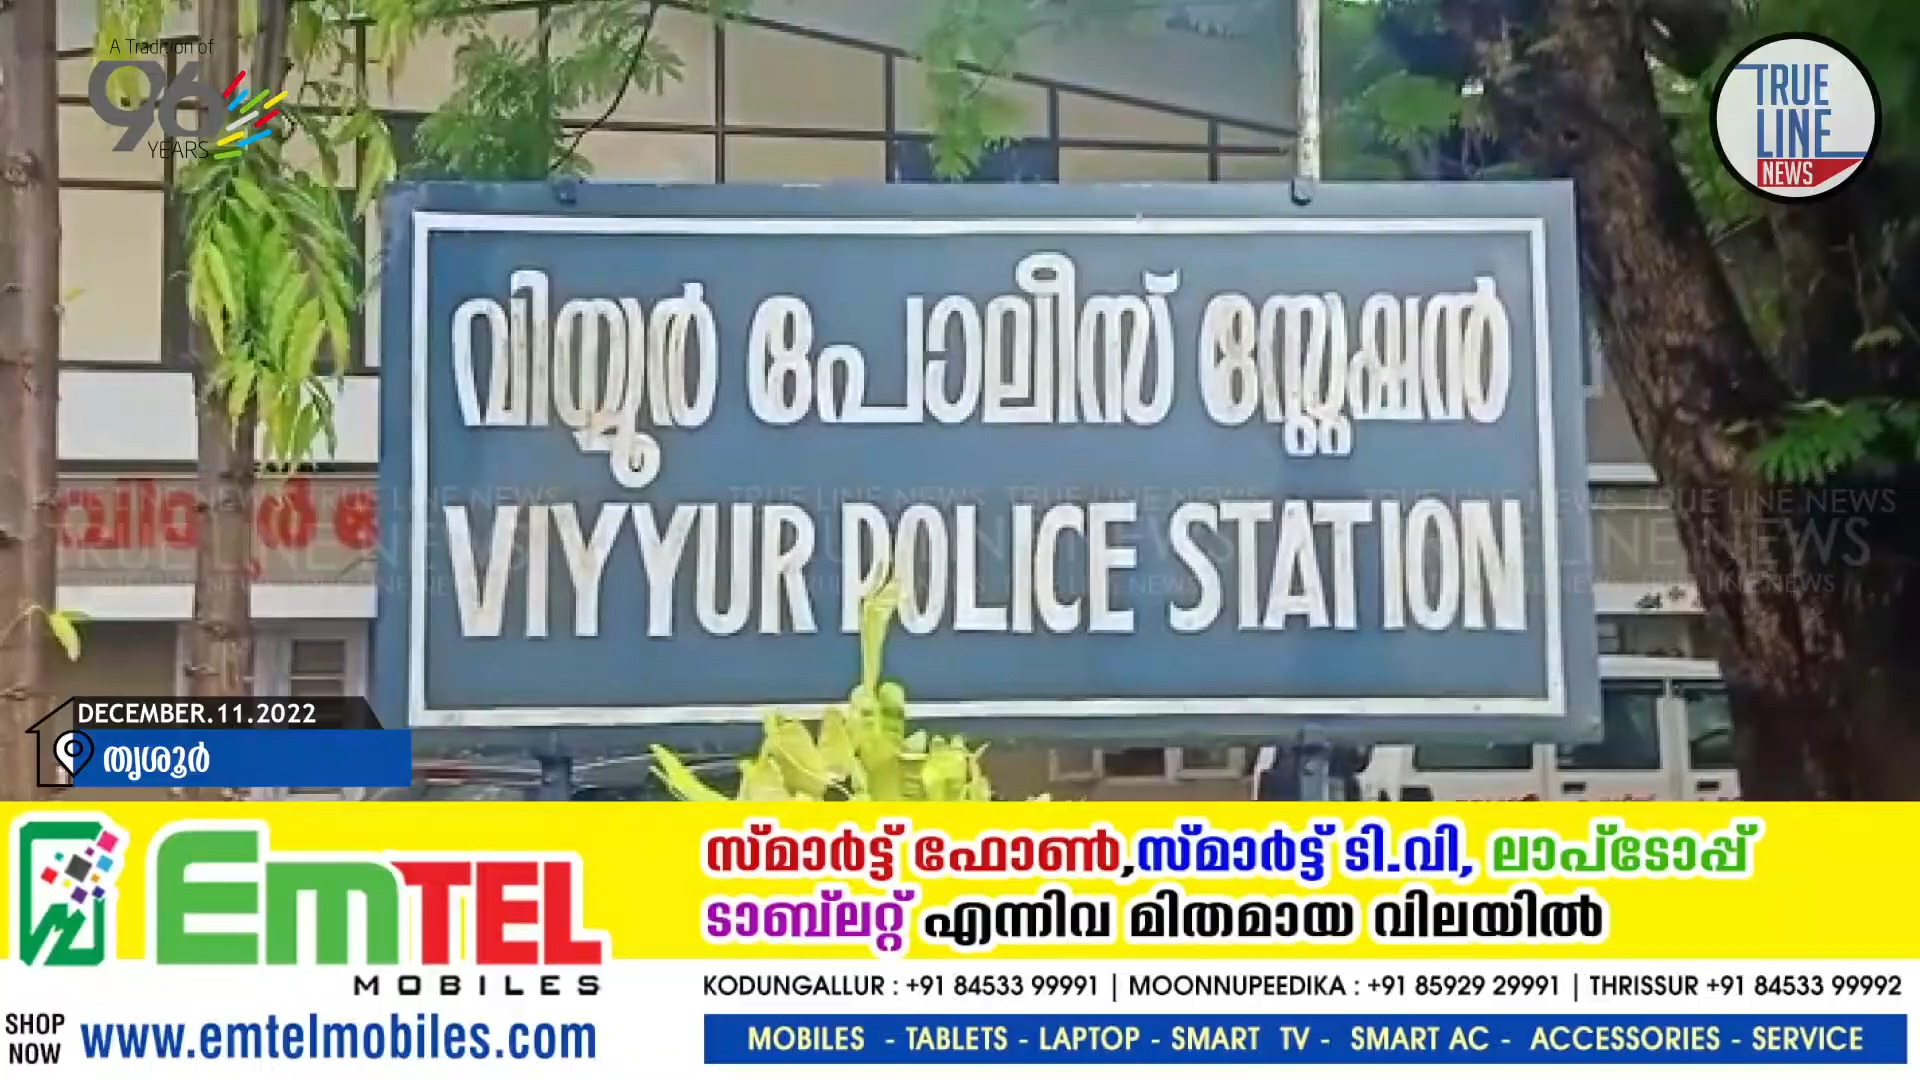 A Tradition of
96
YEARS
TRUE
LINE
NEWS
വിയ്യൂർ പോലീസ് സ്റ്റേഷൻ
VIYYUR POLICE STATION
TRUE LINE NEWS
DECEMBER.11.2022
തൃശൂർ
EmTEL
MOBILES
സ്മാർട്ട് ഫോൺ,സ്മാർട്ട് ടി.വി, ലാപ്ടോപ്പ്
ടാബ്ലറ്റ് എന്നിവ മിതമായ വിലയിൽ
KODUNGALLUR : +91 84533 99991 | MOONNUPEEDIKA : +91 85929 29991 | THRISSUR +91 84533 99992
SHOP
NOW
www.emtelmobiles.com
MOBILES - TABLETS - LAPTOP - SMART TV - SMART AC - ACCESSORIES - SERVICE